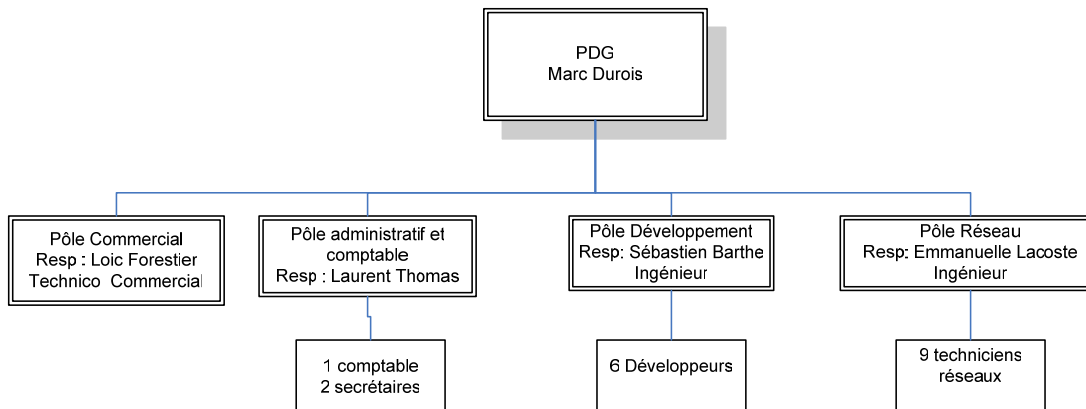 PDG
Marc Durois
Pôle Commercial
Resp : Loic Forestier
Technico Commercial
Pôle administratif et
comptable
Resp : Laurent Thomas
Pôle Développement
Resp: Sébastien Barthe
Ingénieur
Pôle Réseau
Resp: Emmanuelle Lacoste
Ingénieur
1 comptable
2 secrétaires
6 Développeurs
9 techniciens
réseaux